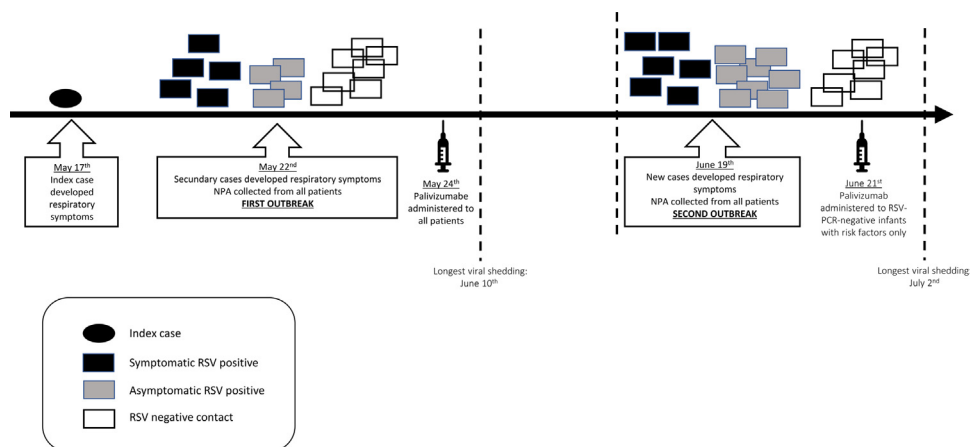 May 17th
Index case
developed
respiratory
symptoms
May 22nd
Secundary cases developed respiratory symptoms
NPA collected from all patients
FIRST OUTBREAK
May 24th
Palivizumabe
administered to
all patients
Longest viral shedding:
June 10th
June 19th
New cases developed respiratory
symptoms
NPA collected from all patients
SECOND OUTBREAK
June 21st
Palivizumab
administered to RSV-
PCR-negative infants
with risk factors only
Longest viral shedding:
July 2nd
Index case
Symptomatic RSV positive
Asymptomatic RSV positive
RSV negative contact